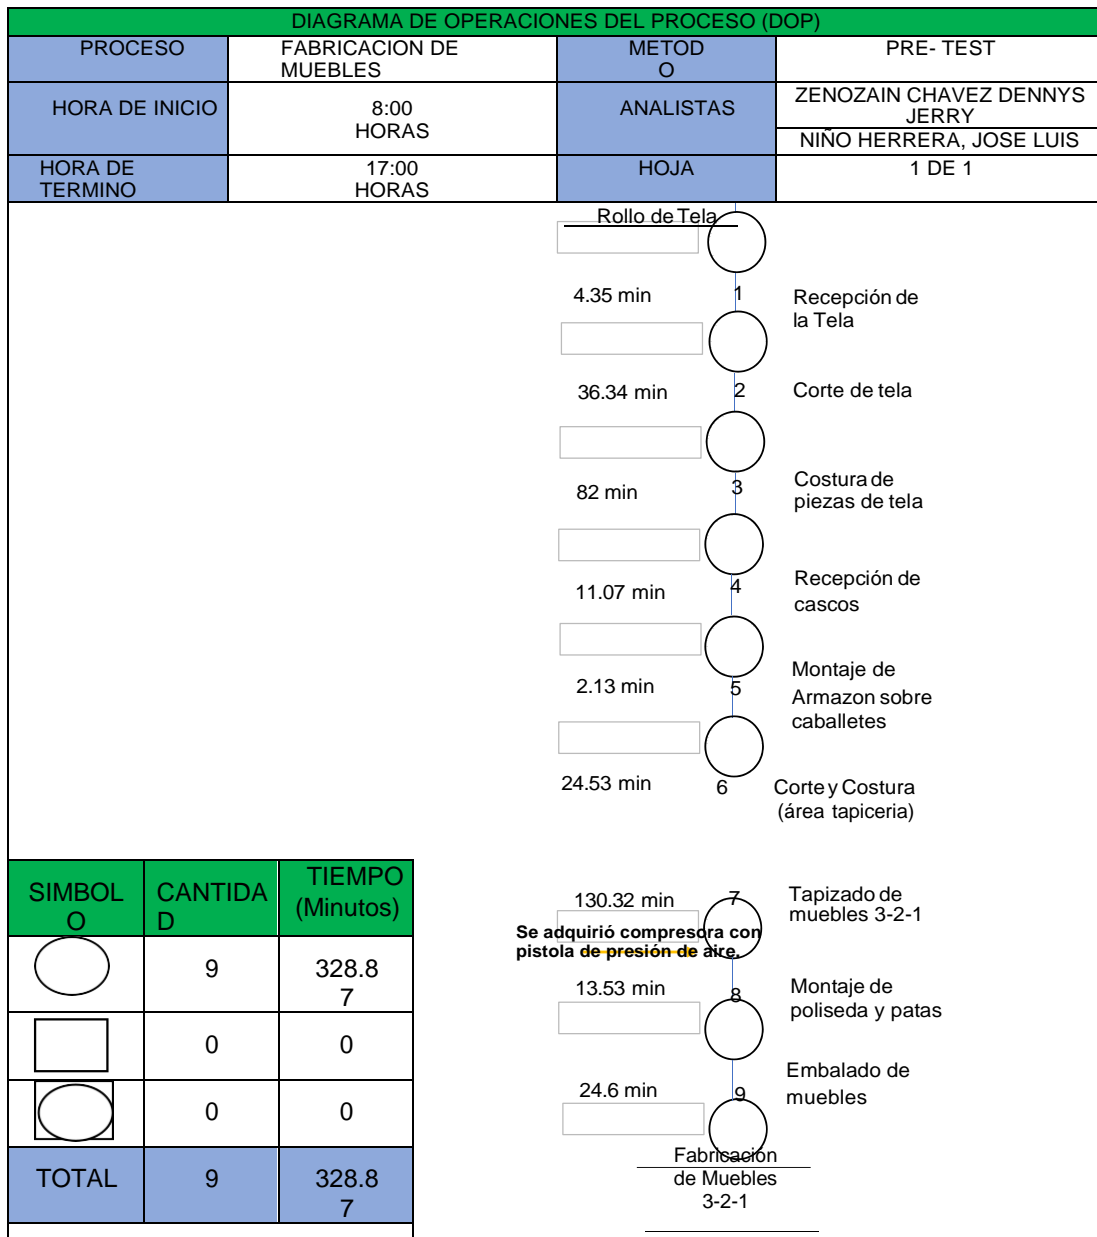 DIAGRAMA DE OPERACIONES DEL PROCESO (DOP)
PROCESO
FABRICACION DE
MUEBLES
METOD
O
PRE- TEST
HORA DE INICIO
8:00
HORAS
ANALISTAS
ZENOZAIN CHAVEZ DENNYS
JERRY
NIÑO HERRERA, JOSE LUIS
HORA DE
TERMINO
17:00
HORAS
HOJA
1 DE 1
Rollo de Tela
4.35 min
1
Recepción de
la Tela
36.34 min
2
Corte de tela
82 min
3
Costura de
piezas de tela
11.07 min
4
Recepción de
cascos
2.13 min
5
Montaje de
Armazon sobre
caballetes
24.53 min
6
Corte y Costura
(área tapiceria)
130.32 min
7
Tapizado de
muebles 3-2-1
Se adquirió compresora con
pistola de presión de aire.
13.53 min
8
Montaje de
poliseda y patas
24.6 min
9
Embalado de
muebles
Fabricación
de Muebles
3-2-1
SIMBOL
O
CANTIDA
D
TIEMPO
(Minutos)
9
328.8
7
0
0
0
0
TOTAL
9
328.8
7